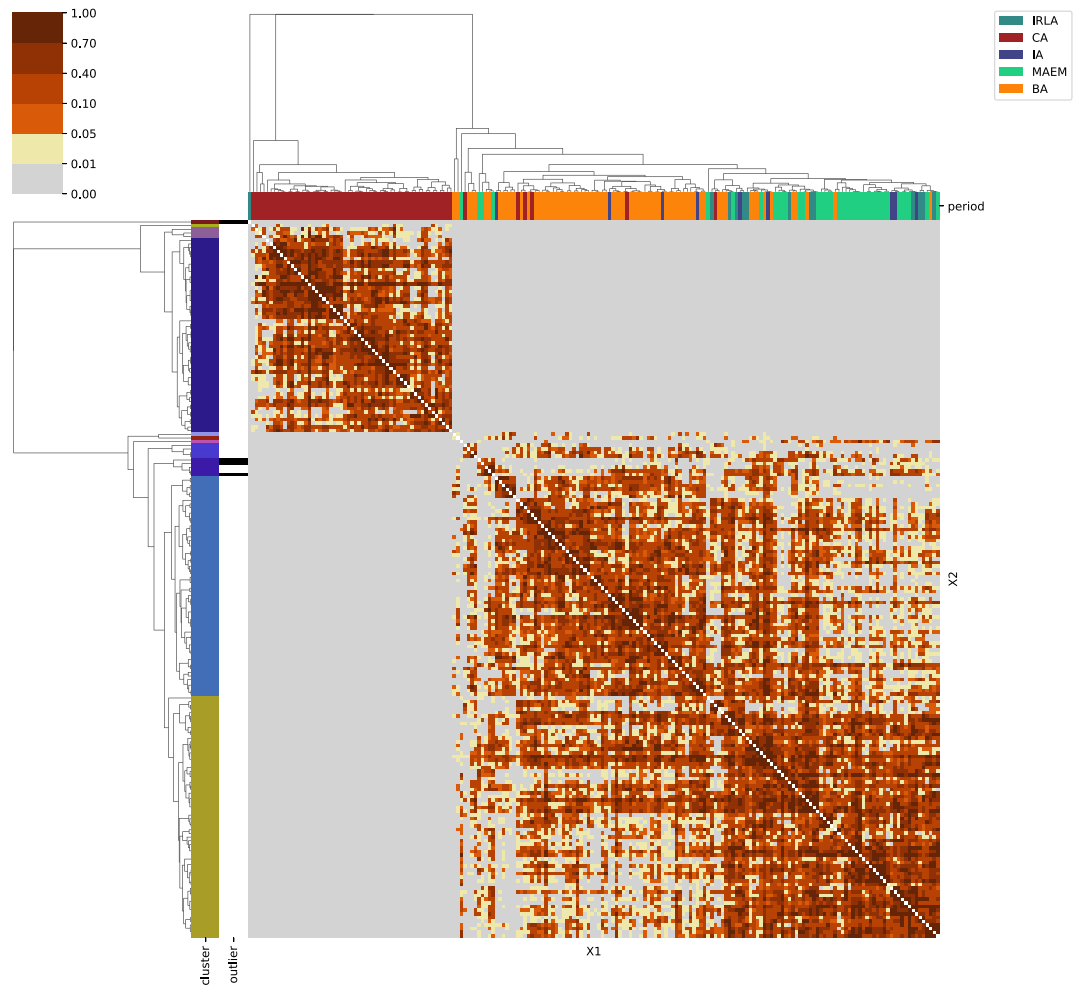 1.00
0.70
0.40
0.10
0.05
0.01
0.00
IRLA
CA
IA
MAEM
BA
period
X2
X1
cluster
outlier